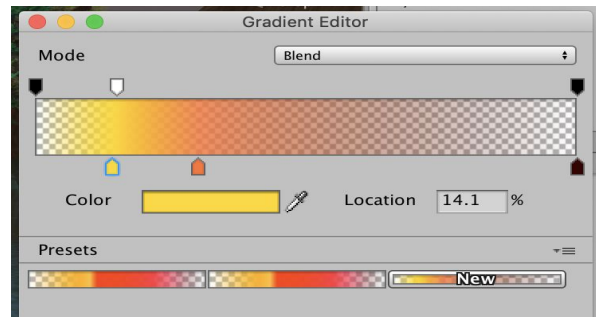 Gradient Editor
Mode Blend
Color Location 14.1 %
Presets
New